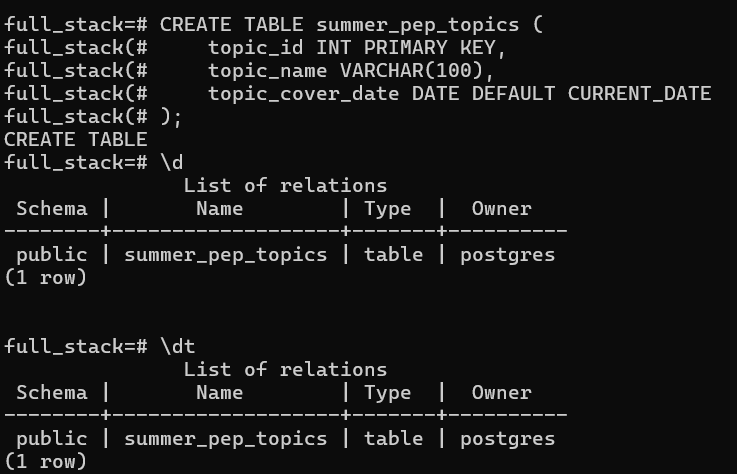 full_stack=# CREATE TABLE summer_pep_topics (
full_stack(#     topic_id INT PRIMARY KEY,
full_stack(#     topic_name VARCHAR(100),
full_stack(#     topic_cover_date DATE DEFAULT CURRENT_DATE
full_stack(# );
CREATE TABLE
full_stack=# \d
               List of relations
 Schema |       Name        | Type  |  Owner
--------+-------------------+-------+----------
 public | summer_pep_topics | table | postgres
(1 row)
full_stack=# \dt
               List of relations
 Schema |       Name        | Type  |  Owner
--------+-------------------+-------+----------
 public | summer_pep_topics | table | postgres
(1 row)